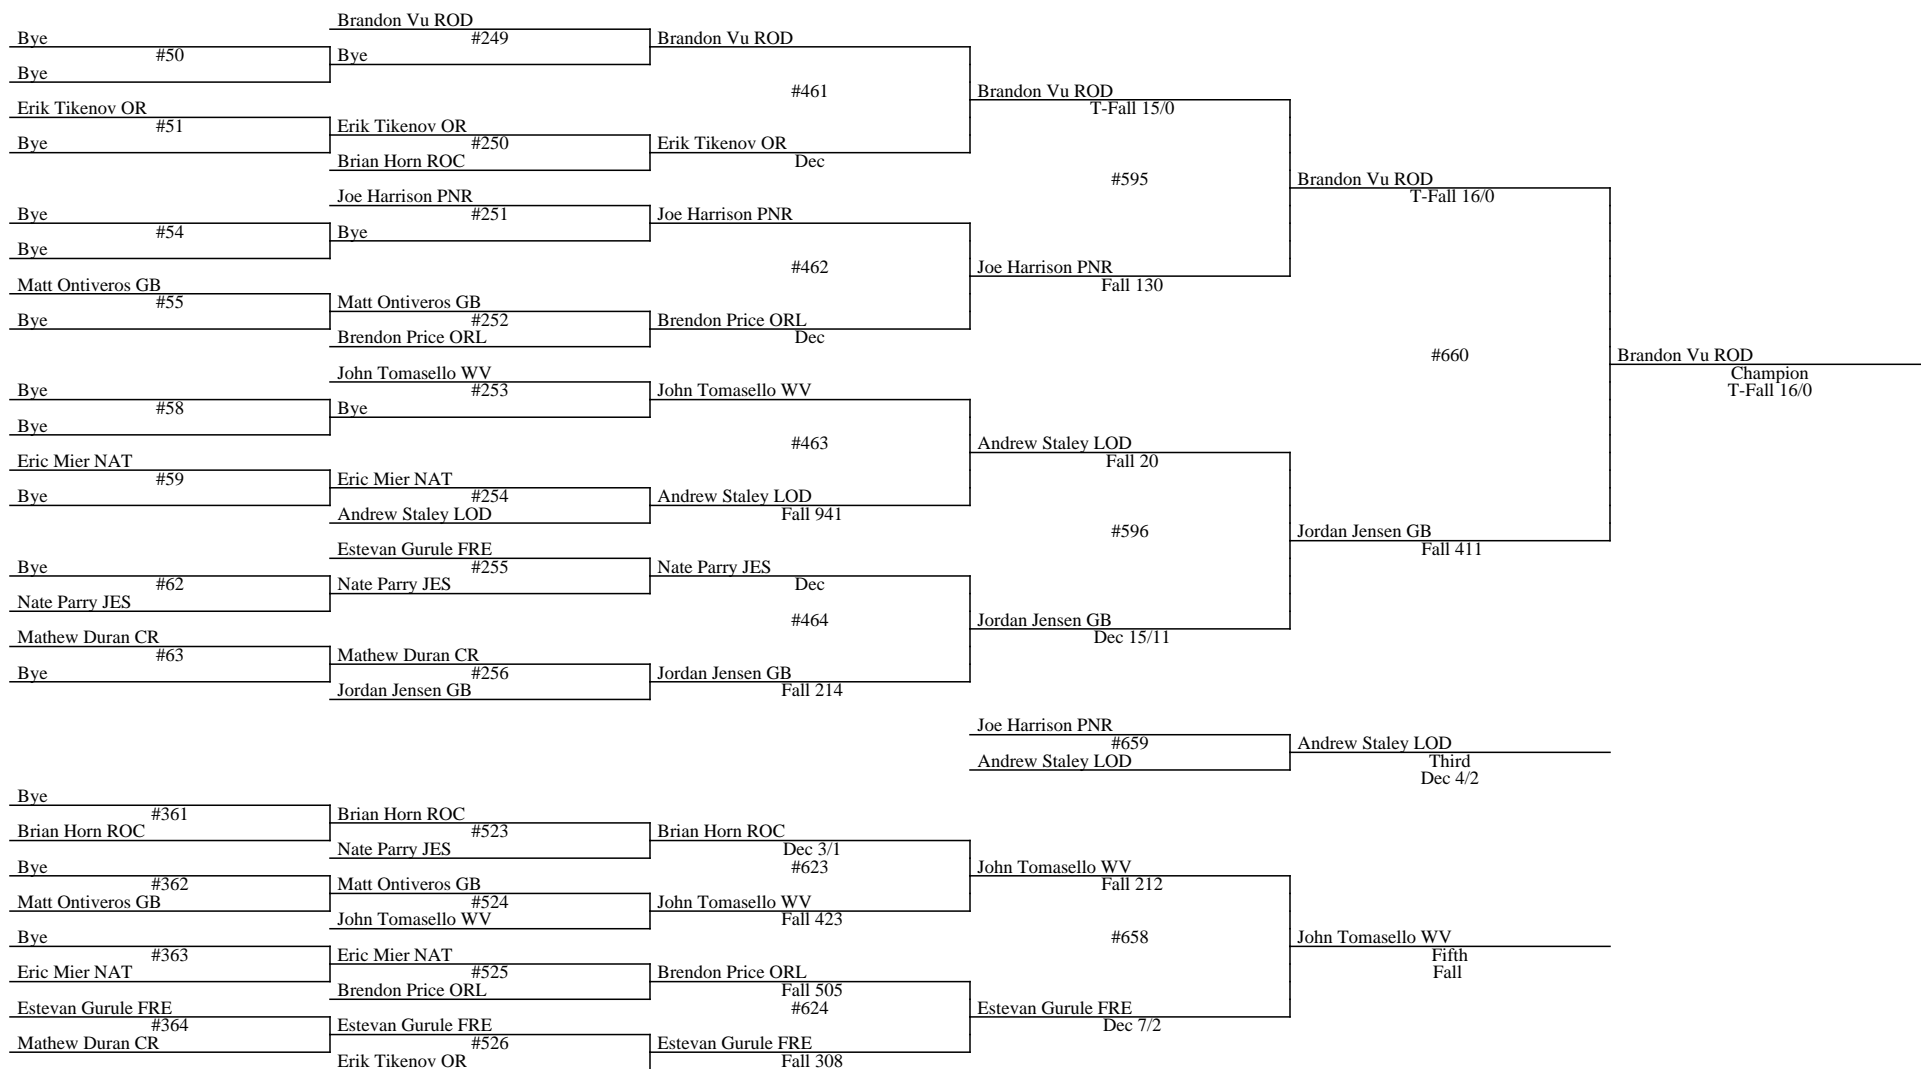 Brandon Vu ROD
Bye
#249
Brandon Vu ROD
#50
Bye
Bye
#461
Brandon Vu ROD
T-Fall 15/0
Erik Tikenov OR
#51
Erik Tikenov OR
Bye
#250
Erik Tikenov OR
Dec
Brian Horn ROC
#595
Brandon Vu ROD
T-Fall 16/0
Joe Harrison PNR
Bye
#251
Joe Harrison PNR
#54
Bye
Bye
#462
Joe Harrison PNR
Fall 130
Matt Ontiveros GB
#55
Matt Ontiveros GB
Bye
#252
Brendon Price ORL
Dec
Brendon Price ORL
#660
Brandon Vu ROD
Champion
T-Fall 16/0
John Tomasello WV
Bye
#253
John Tomasello WV
#58
Bye
Bye
#463
Andrew Staley LOD
Fall 20
Eric Mier NAT
#59
Eric Mier NAT
Bye
#254
Andrew Staley LOD
Fall 941
Andrew Staley LOD
#596
Jordan Jensen GB
Fall 411
Estevan Gurule FRE
Bye
#255
Nate Parry JES
Dec
#62
Nate Parry JES
Nate Parry JES
#464
Jordan Jensen GB
Dec 15/11
Mathew Duran CR
#63
Mathew Duran CR
Bye
#256
Jordan Jensen GB
Fall 214
Jordan Jensen GB
Joe Harrison PNR
#659
Andrew Staley LOD
Andrew Staley LOD
Third
Dec 4/2
Bye
#361
Brian Horn ROC
Brian Horn ROC
#523
Brian Horn ROC
Dec 3/1
Nate Parry JES
#623
John Tomasello WV
Fall 212
Bye
#362
Matt Ontiveros GB
Matt Ontiveros GB
#524
John Tomasello WV
Fall 423
John Tomasello WV
#658
John Tomasello WV
Fifth
Fall
Bye
#363
Eric Mier NAT
Eric Mier NAT
#525
Brendon Price ORL
Fall 505
Brendon Price ORL
#624
Estevan Gurule FRE
Dec 7/2
Estevan Gurule FRE
#364
Estevan Gurule FRE
Mathew Duran CR
#526
Estevan Gurule FRE
Fall 308
Erik Tikenov OR